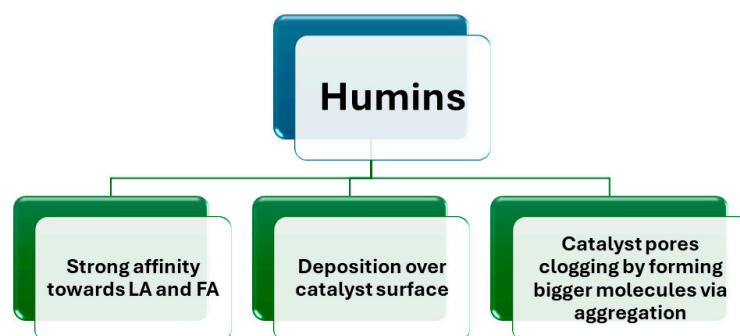 Humins
Strong affinity
towards LA and FA
Deposition over
catalyst surface
Catalyst pores
clogging by forming
bigger molecules via
aggregation